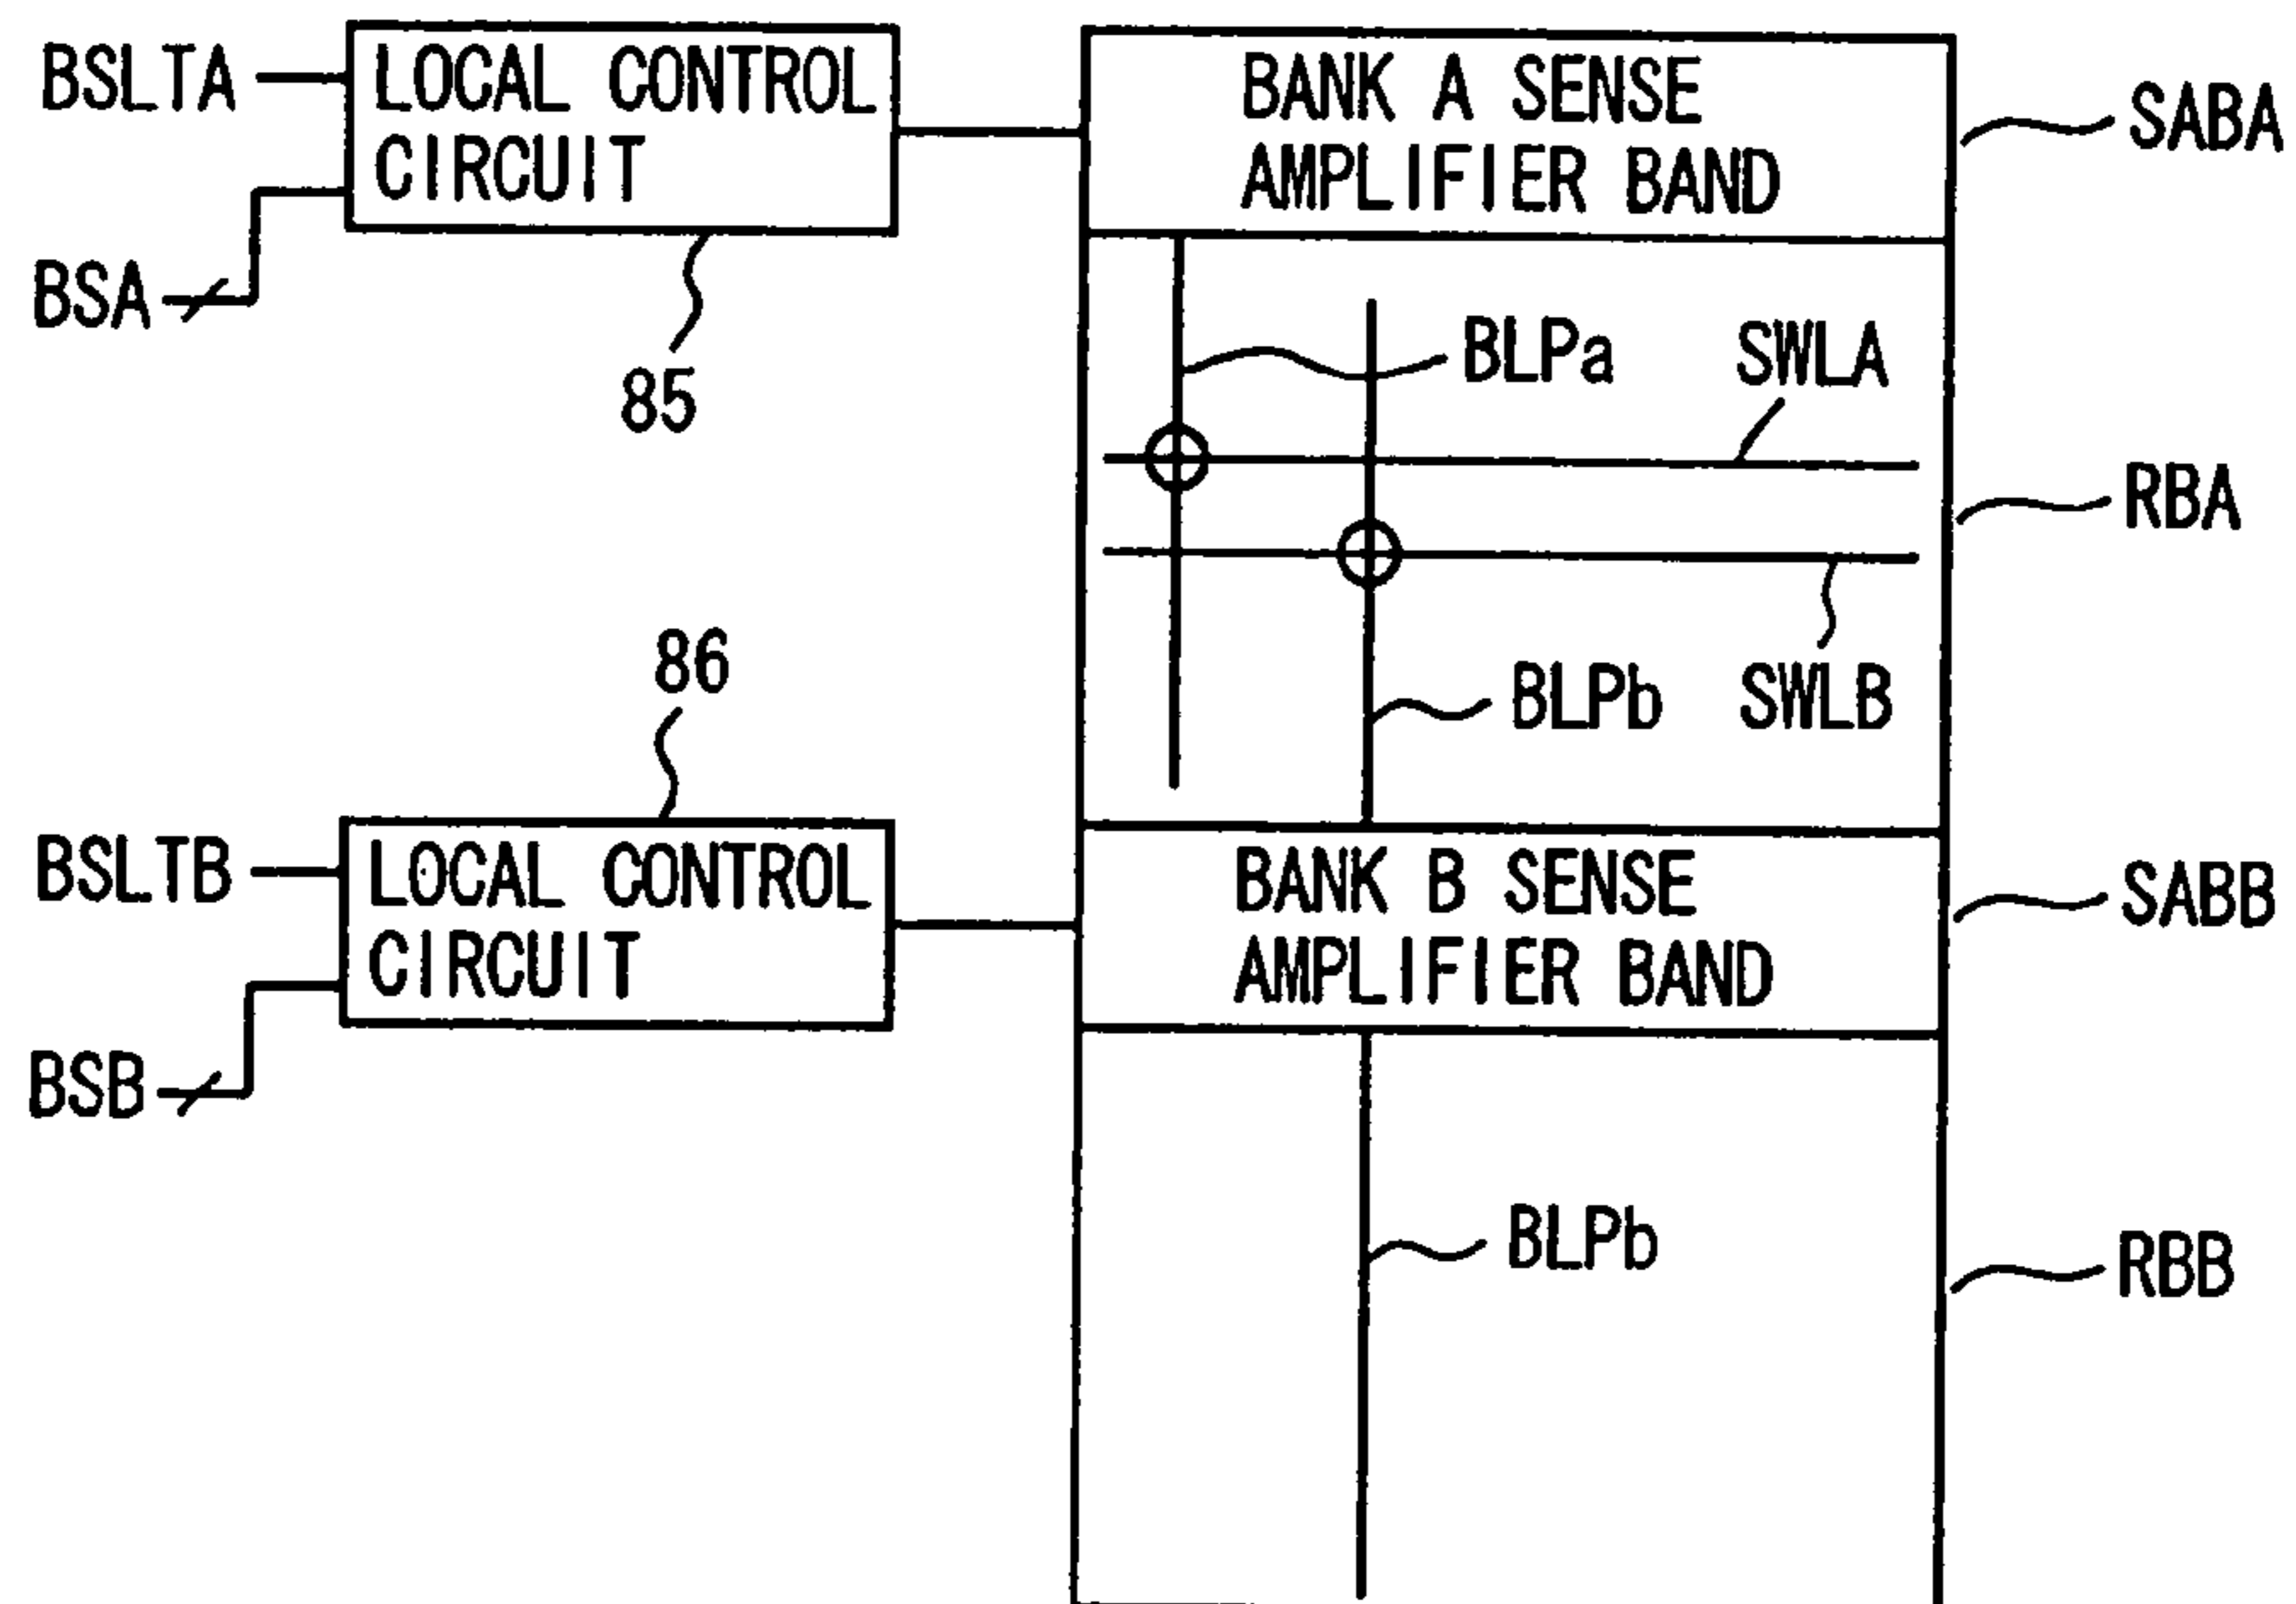 BSLTA
LOCAL CONTROL
CIRCUIT
BSA
85
BANK A SENSE
AMPLIFIER BAND
SABA
BLPa
SWLA
RBA
BLPb
SWLB
86
BSLTB
LOCAL CONTROL
CIRCUIT
BSB
BANK B SENSE
AMPLIFIER BAND
SABB
BLPb
RBB